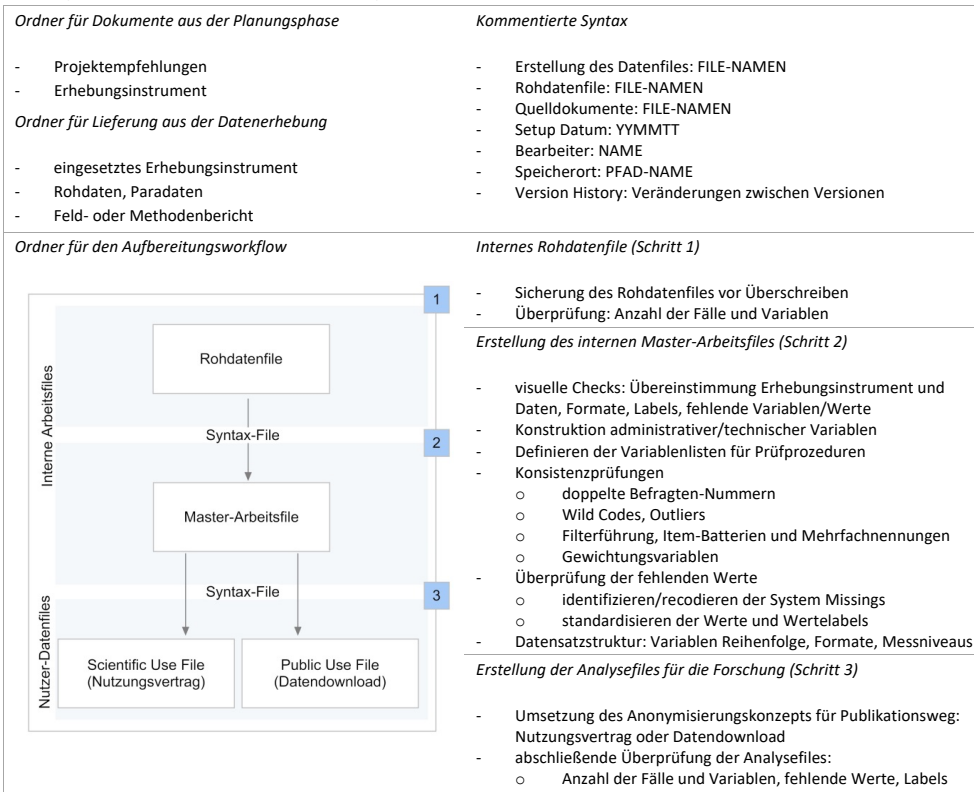 Ordner für Dokumente aus der Planungsphase
- Projektempfehlungen
- Erhebungsinstrument
Ordner für Lieferung aus der Datenerhebung
- eingesetztes Erhebungsinstrument
- Rohdaten, Paradaten
- Feld- oder Methodenbericht
Kommentierte Syntax
- Erstellung des Datenfiles: FILE-NAMEN
- Rohdatenfile: FILE-NAMEN
- Quelldokumente: FILE-NAMEN
- Setup Datum: YYMMTT
- Bearbeiter: NAME
- Speicherort: PFAD-NAME
- Version History: Veränderungen zwischen Versionen
Ordner für den Aufbereitungsworkflow
1
Interne Arbeitsfiles
Rohdatenfile
Syntax-File
2
Master-Arbeitsfile
Syntax-File
3
Nutzer-Datenfiles
Scientific Use File
(Nutzungsvertrag)
Public Use File
(Datendownload)
Internes Rohdatenfile (Schritt 1)
- Sicherung des Rohdatenfiles vor Überschreiben
- Überprüfung: Anzahl der Fälle und Variablen
Erstellung des internen Master-Arbeitsfiles (Schritt 2)
- visuelle Checks: Übereinstimmung Erhebungsinstrument und
Daten, Formate, Labels, fehlende Variablen/Werte
- Konstruktion administrativer/technischer Variablen
- Definieren der Variablenlisten für Prüfprozeduren
- Konsistenzprüfungen
o doppelte Befragten-Nummern
o Wild Codes, Outliers
o Filterführung, Item-Batterien und Mehrfachnennungen
o Gewichtungsvariablen
- Überprüfung der fehlenden Werte
o identifizieren/recodieren der System Missings
o standardisieren der Werte und Wertelabels
- Datensatzstruktur: Variablen Reihenfolge, Formate, Messniveaus
Erstellung der Analysefiles für die Forschung (Schritt 3)
- Umsetzung des Anonymisierungskonzepts für Publikationsweg:
Nutzungsvertrag oder Datendownload
- abschließende Überprüfung der Analysefiles:
o Anzahl der Fälle und Variablen, fehlende Werte, Labels